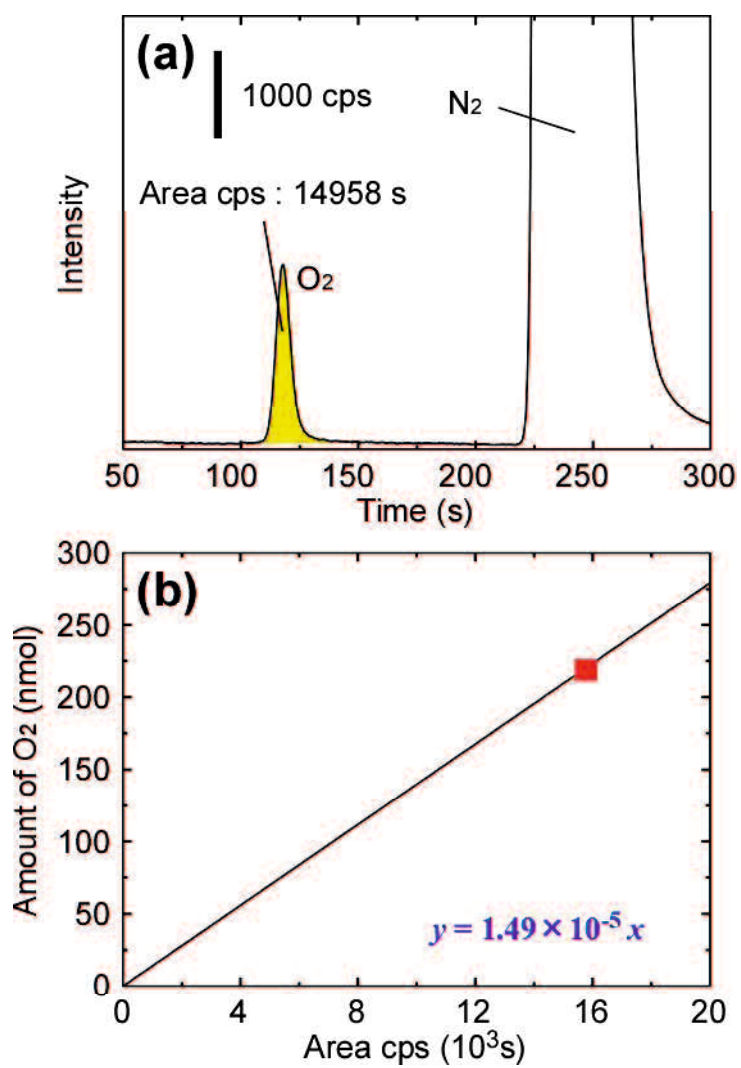 (a)
1000 cps
N₂
Area cps : 14958 s
O₂
Intensity
50 100 150 200 250 300
Time (s)
(b)
300
250
200
150
100
50
0
Amount of O₂ (nmol)
y = 1.49 × 10⁻⁵ x
0 4 8 12 16 20
Area cps (10³s)